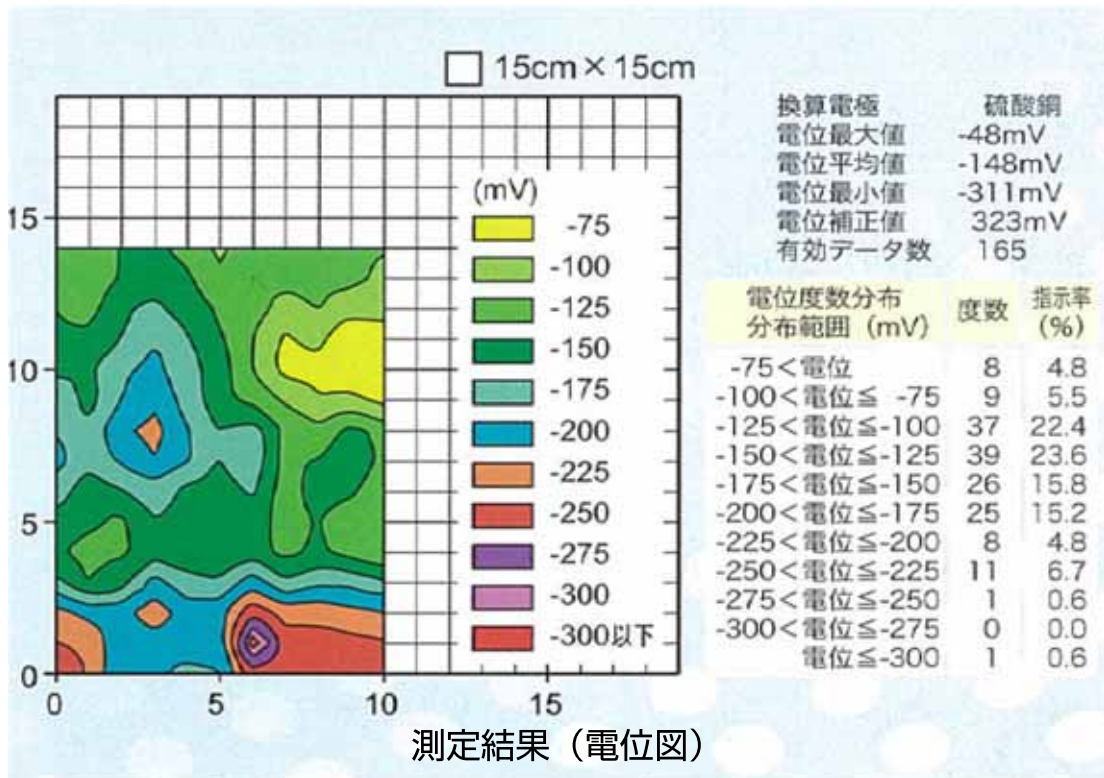 15cm×15cm
換算電極 硫酸銅
電位最大値 -48mV
電位平均値 -148mV
電位最小値 -311mV
電位補正値 323mV
有効データ数 165
(mV)
-75
-100
-125
-150
-175
-200
-225
-250
-275
-300
-300以下
15
10
5
0
0 5 10 15
電位度数分布
分布範囲（mV） 度数 指示率
(%)
-75<電位 8 4.8
-100<電位≦ -75 9 5.5
-125<電位≦-100 37 22.4
-150<電位≦-125 39 23.6
-175<電位≦-150 26 15.8
-200<電位≦-175 25 15.2
-225<電位≦-200 8 4.8
-250<電位≦-225 11 6.7
-275<電位≦-250 1 0.6
-300<電位≦-275 0 0.0
電位≦-300 1 0.6
測定結果（電位図）